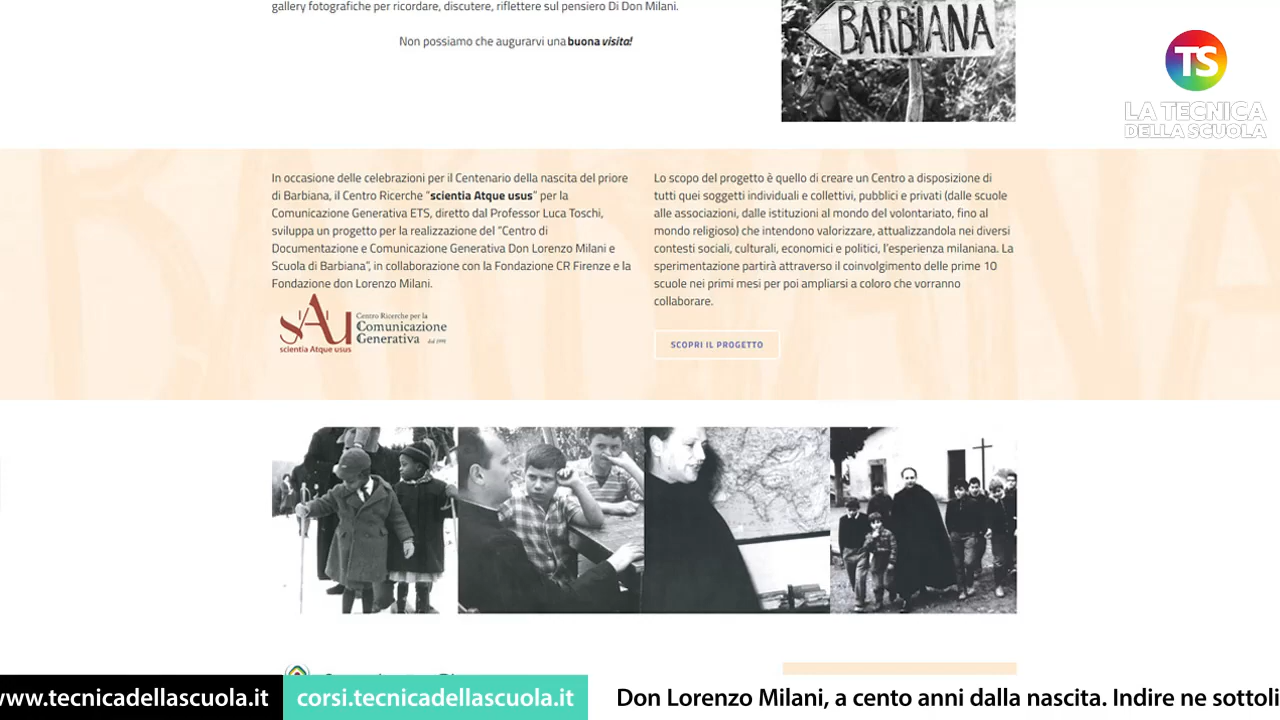 gallery fotografiche per ricordare, discutere, riflettere sul pensiero Di Don Milani.
Non possiamo che augurarvi una buona visita!
BARBIANA
TS
LA TECNICA
DELLA SCUOLA
In occasione delle celebrazioni per il Centenario della nascita del priore
di Barbiana, il Centro Ricerche “scientia Atque usus” per la
Comunicazione Generativa ETS, diretto dal Professor Luca Toschi,
sviluppa un progetto per la realizzazione del “Centro di
Documentazione e Comunicazione Generativa Don Lorenzo Milani e
Scuola di Barbiana”, in collaborazione con la Fondazione CR Firenze e la
Fondazione don Lorenzo Milani.
sAu
scientia Atque usus
Centro Ricerche per la
Comunicazione
Generativa dal 1998
Lo scopo del progetto è quello di creare un Centro a disposizione di
tutti quei soggetti individuali e collettivi, pubblici e privati (dalle scuole
alle associazioni, dalle istituzioni al mondo del volontariato, fino al
mondo religioso) che intendono valorizzare, attualizzandola nei diversi
contesti sociali, culturali, economici e politici, l’esperienza milaniana. La
sperimentazione partirà attraverso il coinvolgimento delle prime 10
scuole nei primi mesi per poi ampliarsi a coloro che vorranno
collaborare.
SCOPRI IL PROGETTO
www.tecnicadellascuola.it
corsi.tecnicadellascuola.it
Don Lorenzo Milani, a cento anni dalla nascita. Indire ne sottoli